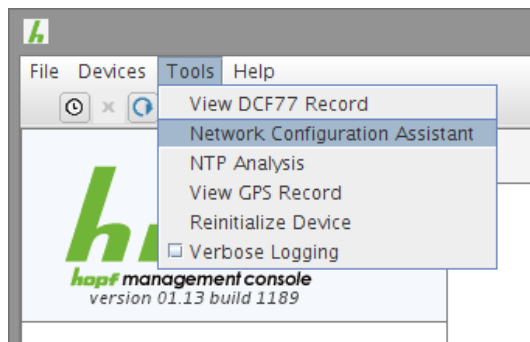 File Devices Tools Help
View DCF77 Record
Network Configuration Assistant
NTP Analysis
View GPS Record
Reinitialize Device
Verbose Logging
hopf management console
version 01.13 build 1189